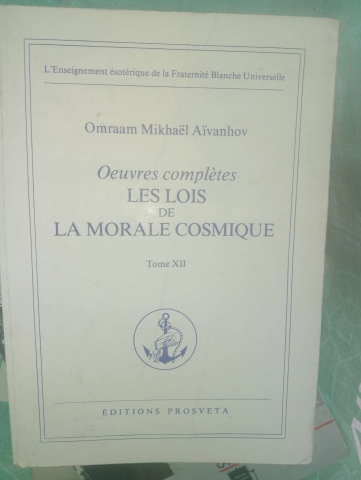 L'Enseignement ésotérique de la Fraternité Blanche Universelle
Omraam Mikhaël Aïvanhov
Oeuvres complètes
LES LOIS
DE
LA MORALE COSMIQUE
Tome XII
ÉDITIONS PROSVETA